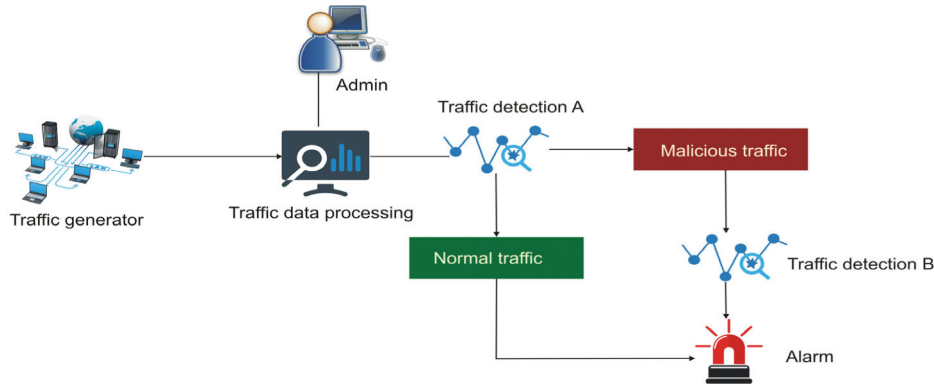 Admin
Traffic detection A
Malicious traffic
Traffic generator
Traffic data processing
Normal traffic
Traffic detection B
Alarm